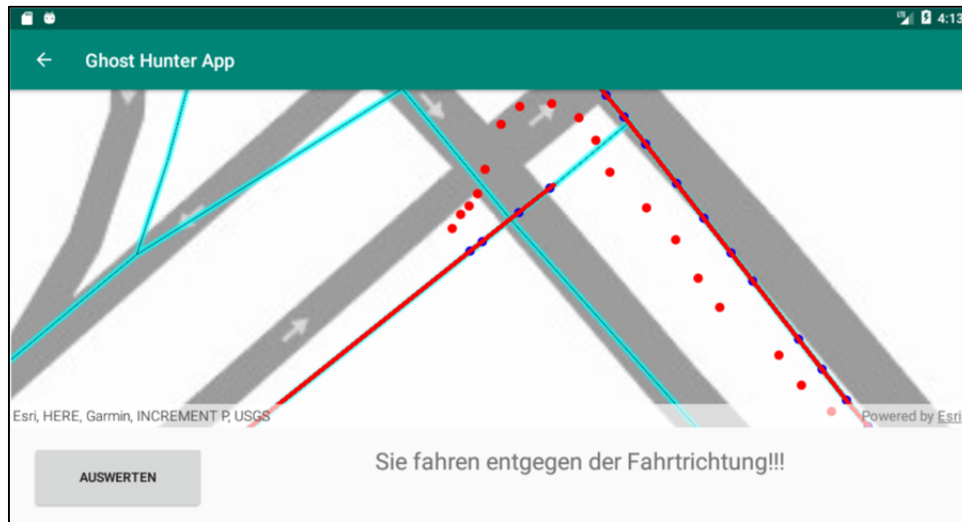 LTE 4:13
Ghost Hunter App
Esri, HERE, Garmin, INCREMENT P, USGS
Powered by Esri
AUSWERTEN
Sie fahren entgegen der Fahrtrichtung!!!